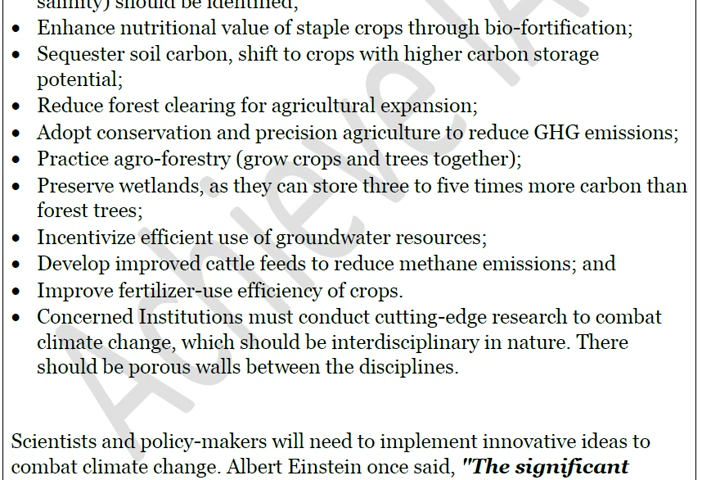 salinity) should be identified;
• Enhance nutritional value of staple crops through bio-fortification;
• Sequester soil carbon, shift to crops with higher carbon storage
potential;
• Reduce forest clearing for agricultural expansion;
• Adopt conservation and precision agriculture to reduce GHG emissions;
• Practice agro-forestry (grow crops and trees together);
• Preserve wetlands, as they can store three to five times more carbon than
forest trees;
• Incentivize efficient use of groundwater resources;
• Develop improved cattle feeds to reduce methane emissions; and
• Improve fertilizer-use efficiency of crops.
• Concerned Institutions must conduct cutting-edge research to combat
climate change, which should be interdisciplinary in nature. There
should be porous walls between the disciplines.
Scientists and policy-makers will need to implement innovative ideas to
combat climate change. Albert Einstein once said, "The significant
Achieve IA